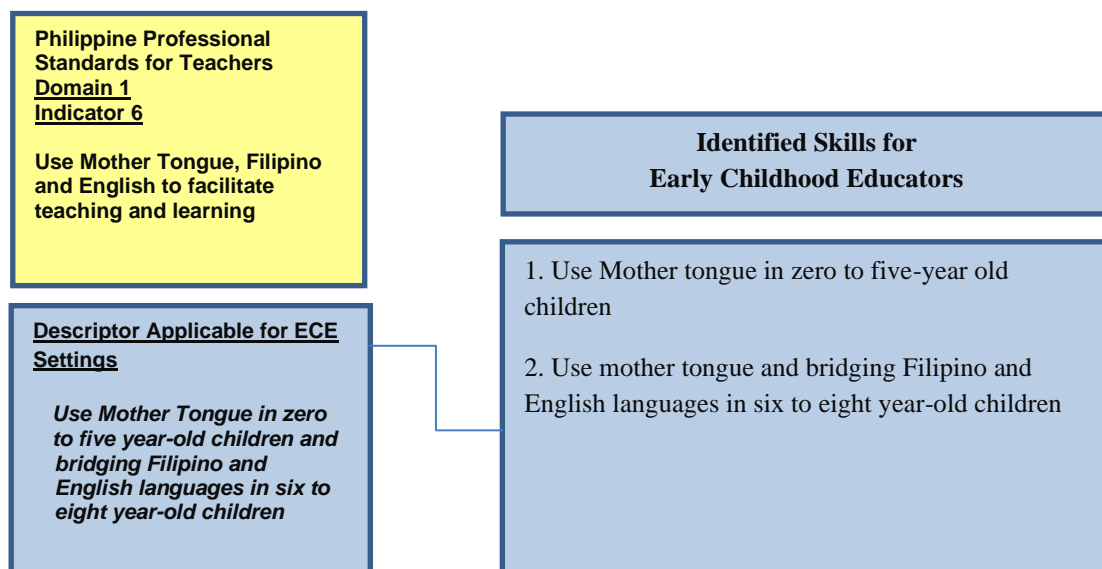 Philippine Professional
Standards for Teachers
Domain 1
Indicator 6
Use Mother Tongue, Filipino
and English to facilitate
teaching and learning
Descriptor Applicable for ECE
Settings
Use Mother Tongue in zero
to five year-old children and
bridging Filipino and
English languages in six to
eight year-old children
Identified Skills for
Early Childhood Educators
1. Use Mother tongue in zero to five-year old
children
2. Use mother tongue and bridging Filipino and
English languages in six to eight year-old children